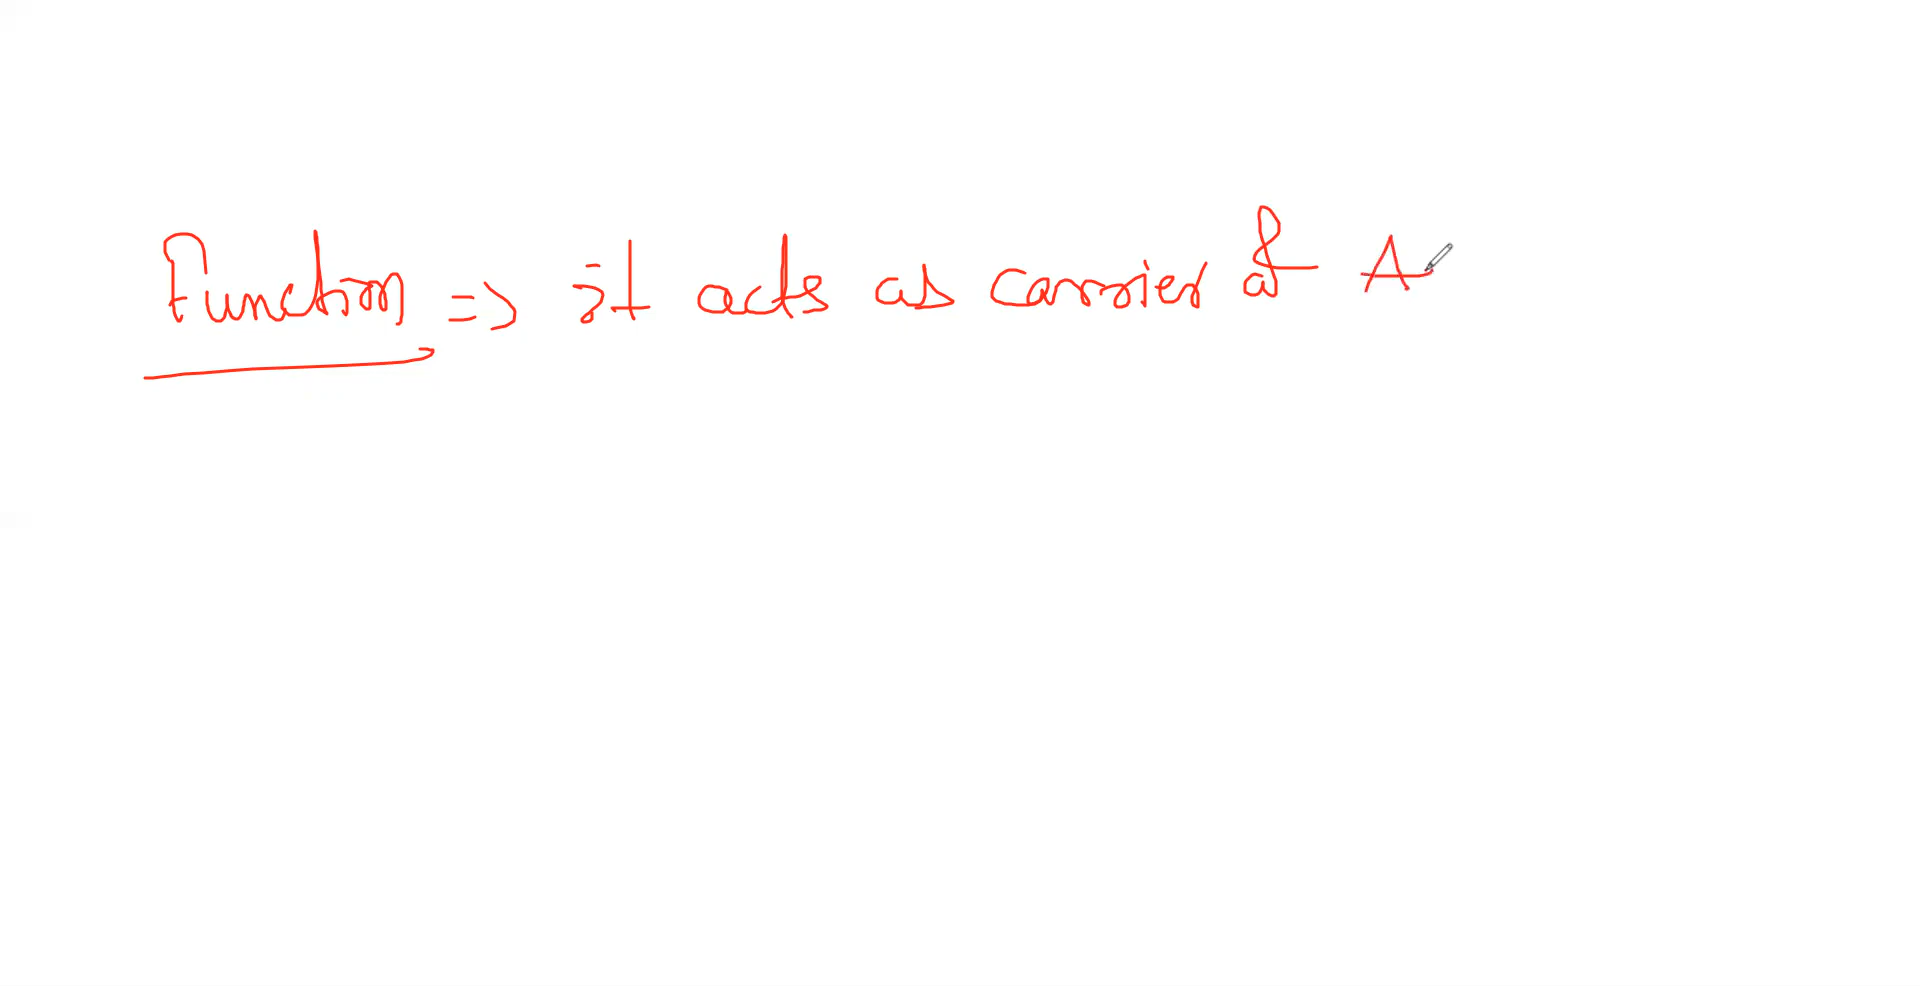 Function => it acts as carrier of A